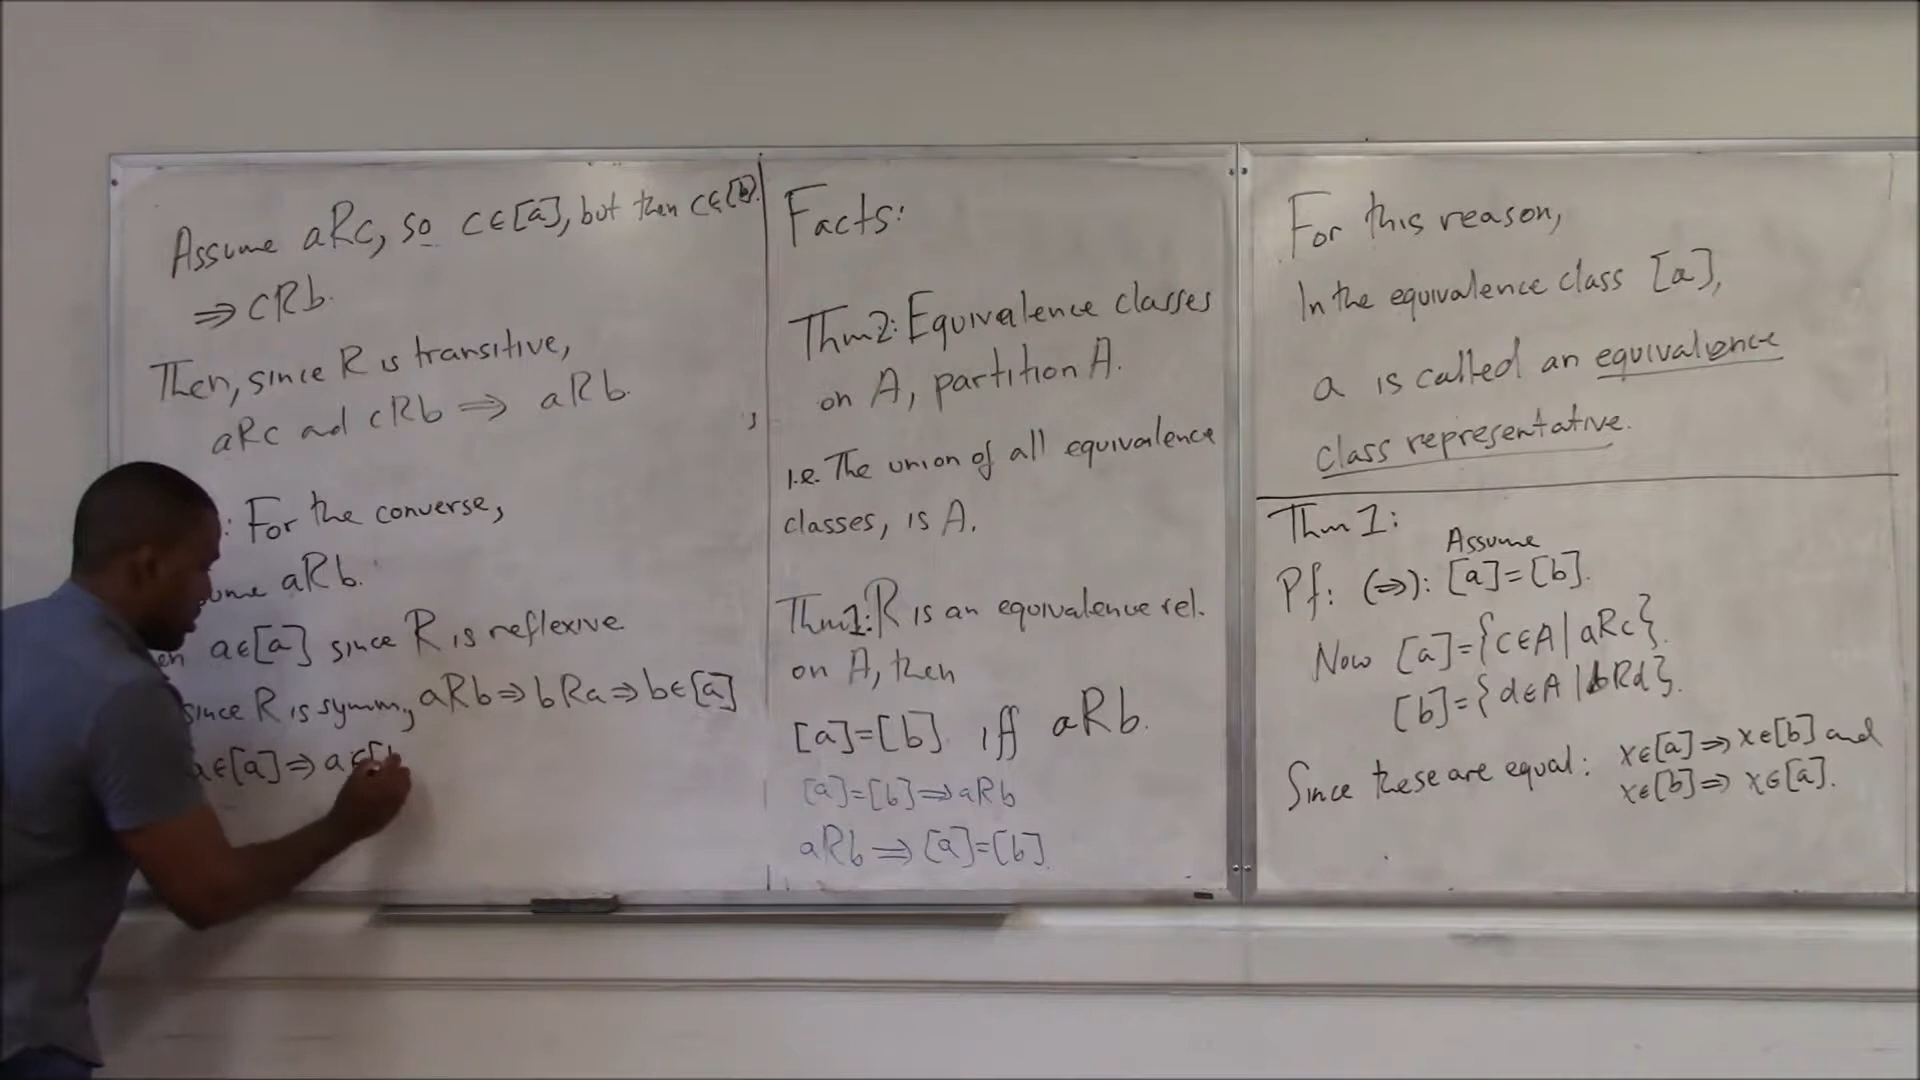 Assume aRc, so c∈[a], but then c∈[b].
⇒ cRb.
Then, since R is transitive,
aRc and cRb ⇒ aRb.
: For the converse,
ume aRb.
en a∈[a] since R is reflexive
since R is symm, aRb ⇒ bRa ⇒ b∈[a]
a∈[a] ⇒ a∈[b
Facts:
Thm2: Equivalence classes
on A, partition A.
i.e. The union of all equivalence
classes, is A.
Thm1: R is an equivalence rel.
on A, then
[a]=[b] iff aRb.
[a]=[b] ⇒ aRb
aRb ⇒ [a]=[b].
For this reason,
In the equivalence class [a],
a is called an equivalence
class representative.
Thm 1:
Assume
Pf: (⇒): [a]=[b].
Now [a]={c∈A | aRc}.
[b]={d∈A | bRd}.
Since these are equal: x∈[a] ⇒ x∈[b] and
x∈[b] ⇒ x∈[a].